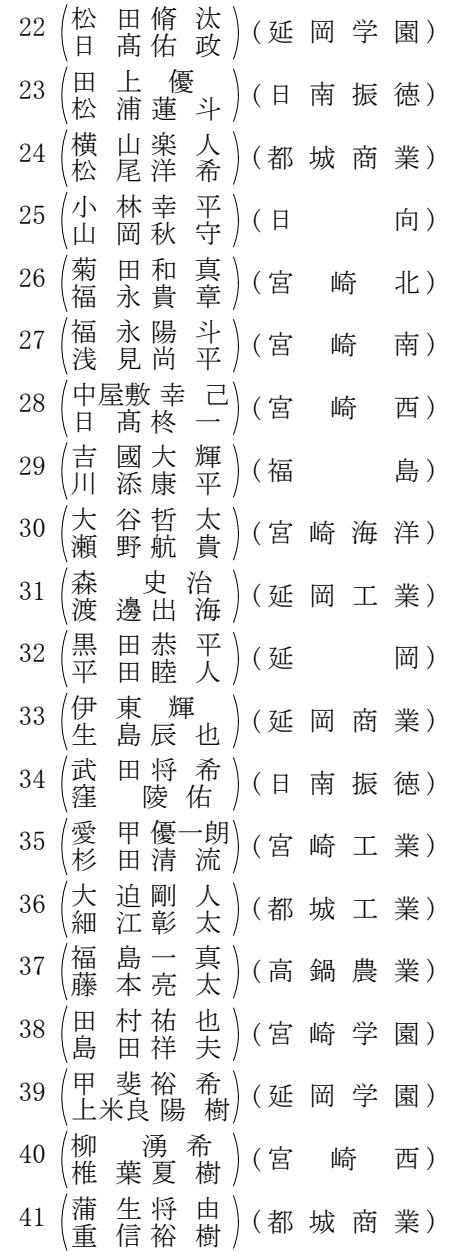 22 松田脩汰 (延岡学園)
日髙佑政
23 田上優 (日南振徳)
松浦蓮斗
24 横山楽人 (都城商業)
松尾洋希
25 小林幸平 (日向)
山岡秋守
26 菊田和真 (宮崎北)
福永貴章
27 福永陽斗 (宮崎南)
浅見尚平
28 中屋敷幸己 (宮崎西)
日髙柊一
29 吉國大輝 (福島)
川添康平
30 大谷哲太 (宮崎海洋)
瀬野航貴
31 森史治 (延岡工業)
渡邊出海
32 黒田恭平 (延岡)
平田睦人
33 伊東輝 (延岡商業)
生島辰也
34 武田将希 (日南振徳)
窪陵佑
35 愛甲優一朗 (宮崎工業)
杉田清流
36 大迫剛人 (都城工業)
細江彰太
37 福島一真 (高鍋農業)
藤本亮太
38 田村祐也 (宮崎学園)
島田祥夫
39 甲斐裕希 (延岡学園)
上米良陽樹
40 柳湧希 (宮崎西)
椎葉夏樹
41 蒲生将由 (都城商業)
重信裕樹